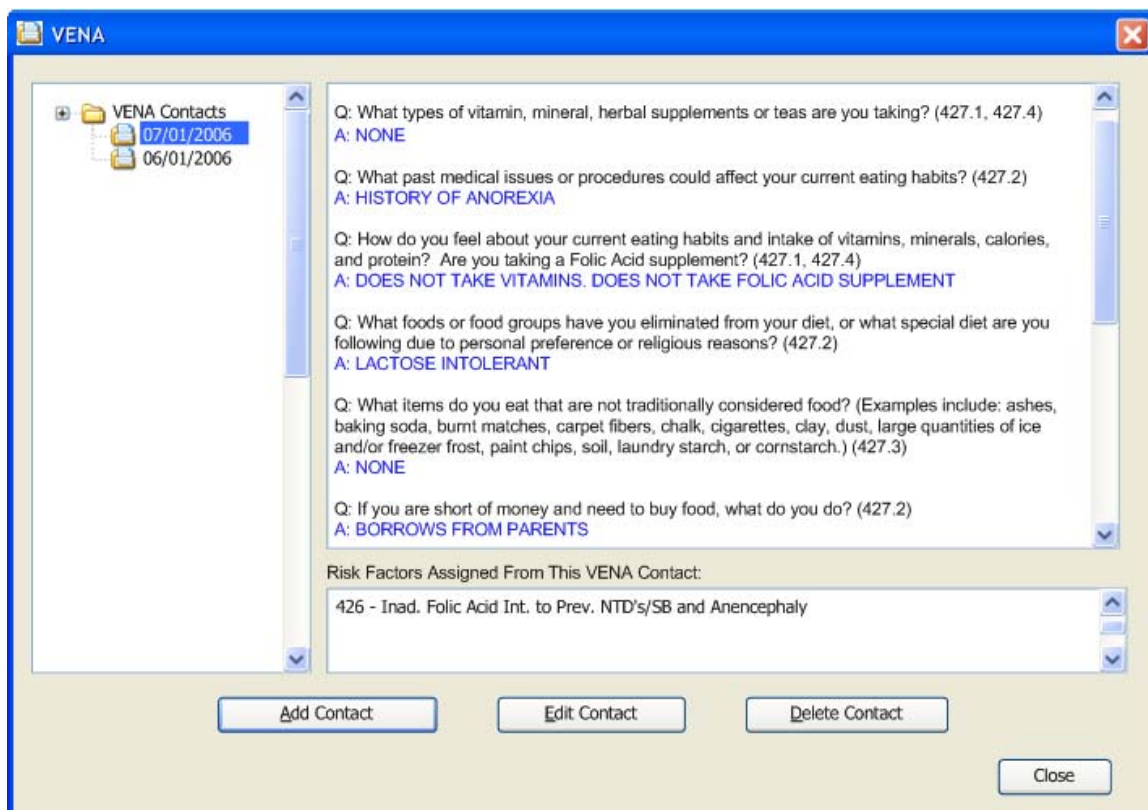 VENA
VENA Contacts
07/01/2006
06/01/2006
Q: What types of vitamin, mineral, herbal supplements or teas are you taking? (427.1, 427.4)
A: NONE
Q: What past medical issues or procedures could affect your current eating habits? (427.2)
A: HISTORY OF ANOREXIA
Q: How do you feel about your current eating habits and intake of vitamins, minerals, calories,
and protein? Are you taking a Folic Acid supplement? (427.1, 427.4)
A: DOES NOT TAKE VITAMINS. DOES NOT TAKE FOLIC ACID SUPPLEMENT
Q: What foods or food groups have you eliminated from your diet, or what special diet are you
following due to personal preference or religious reasons? (427.2)
A: LACTOSE INTOLERANT
Q: What items do you eat that are not traditionally considered food? (Examples include: ashes,
baking soda, burnt matches, carpet fibers, chalk, cigarettes, clay, dust, large quantities of ice
and/or freezer frost, paint chips, soil, laundry starch, or cornstarch.) (427.3)
A: NONE
Q: If you are short of money and need to buy food, what do you do? (427.2)
A: BORROWS FROM PARENTS
Risk Factors Assigned From This VENA Contact:
426 - Inad. Folic Acid Int. to Prev. NTD's/SB and Anencephaly
Add Contact
Edit Contact
Delete Contact
Close